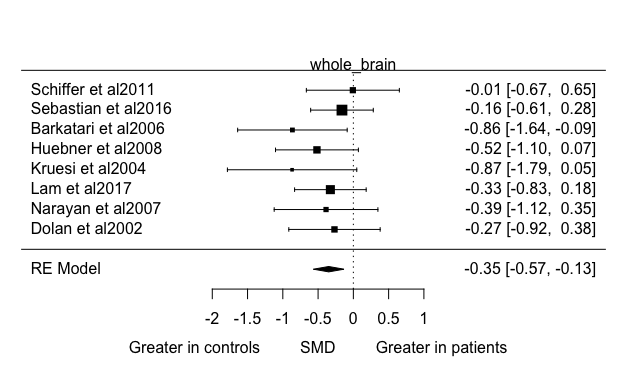 whole_brain
Schiffer et al2011 -0.01 [-0.67, 0.65]
Sebastian et al2016 -0.16 [-0.61, 0.28]
Barkatari et al2006 -0.86 [-1.64, -0.09]
Huebner et al2008 -0.52 [-1.10, 0.07]
Kruesi et al2004 -0.87 [-1.79, 0.05]
Lam et al2017 -0.33 [-0.83, 0.18]
Narayan et al2007 -0.39 [-1.12, 0.35]
Dolan et al2002 -0.27 [-0.92, 0.38]
RE Model -0.35 [-0.57, -0.13]
-2 -1.5 -1 -0.5 0 0.5 1
Greater in controls SMD Greater in patients